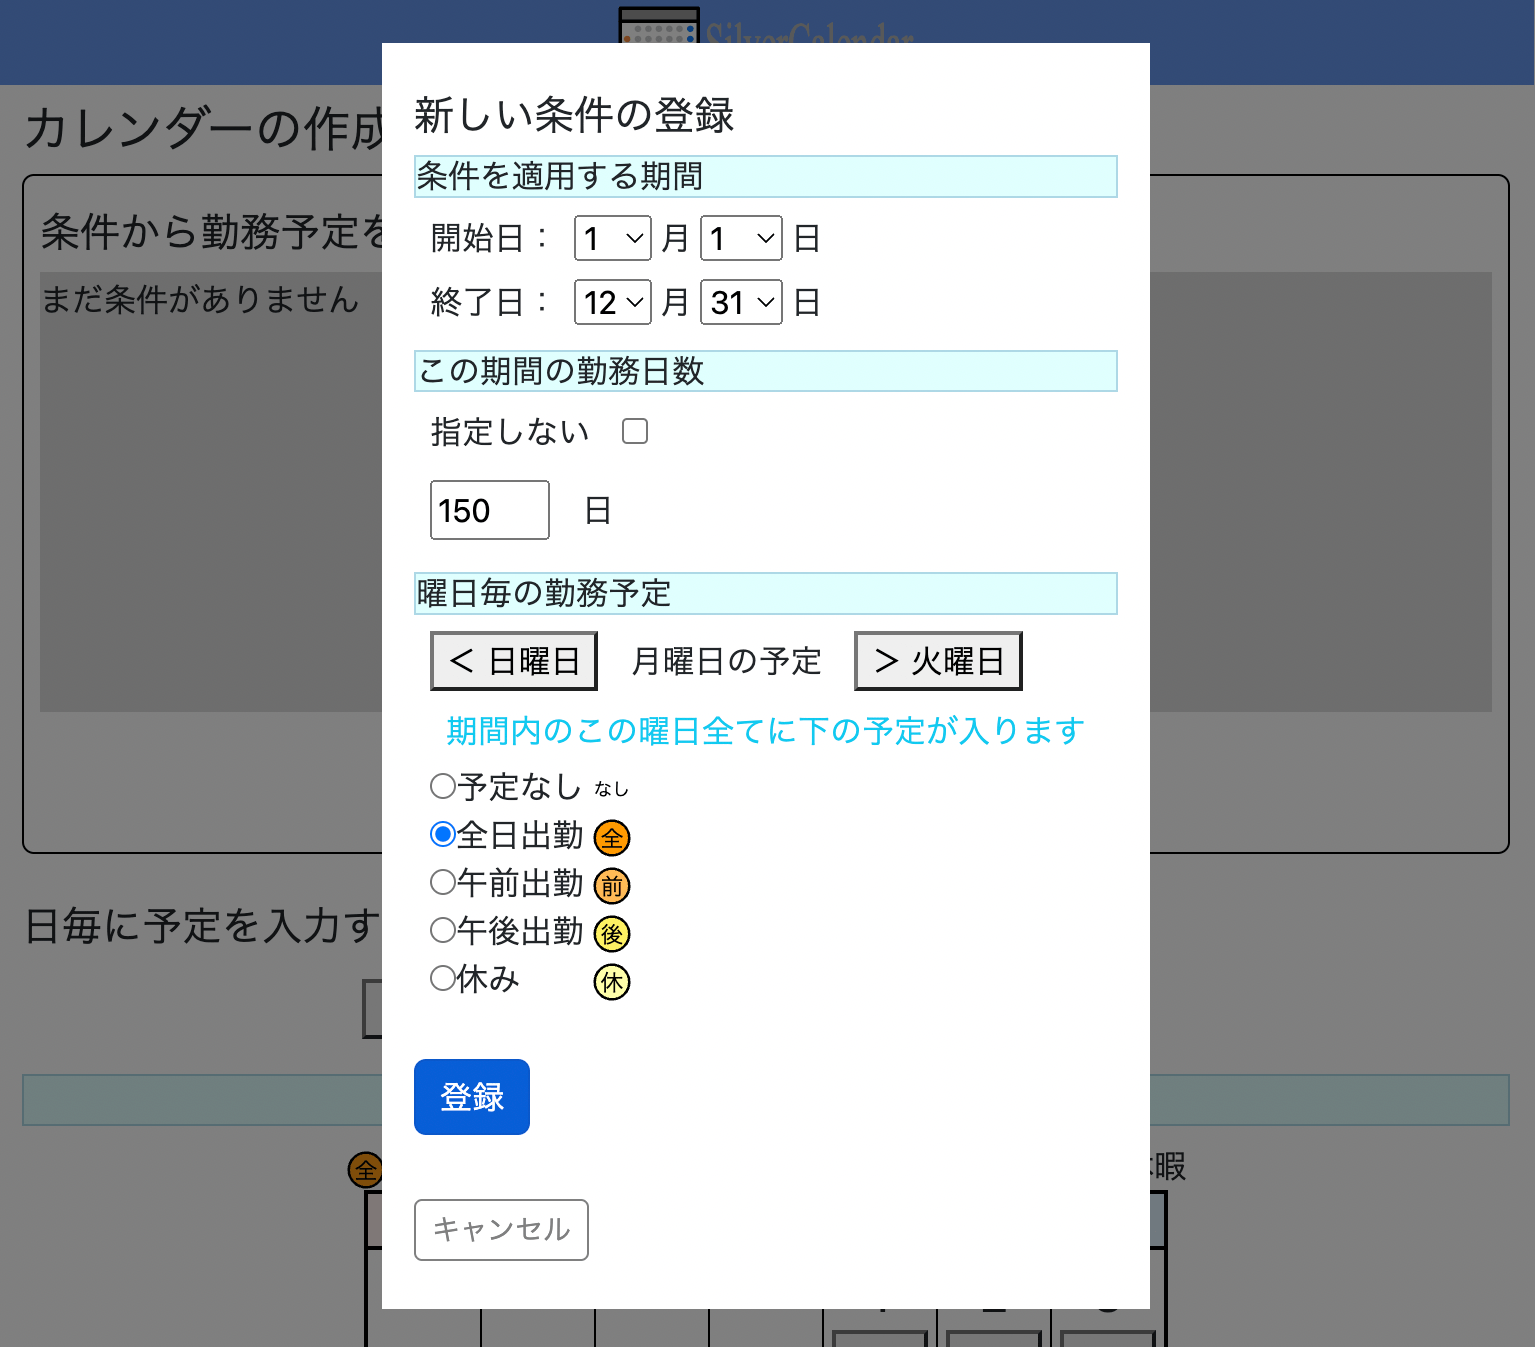 SilverCalendar
カレンダーの作成
条件から勤務予定を
まだ条件がありません
新しい条件の登録
条件を適用する期間
開始日： 1 月 1 日
終了日： 12 月 31 日
この期間の勤務日数
指定しない
150 日
曜日毎の勤務予定
＜ 日曜日 月曜日の予定 ＞ 火曜日
期間内のこの曜日全てに下の予定が入ります
予定なし なし
全日出勤 全
午前出勤 前
午後出勤 後
休み 休
登録
キャンセル
日毎に予定を入力す
全
暇